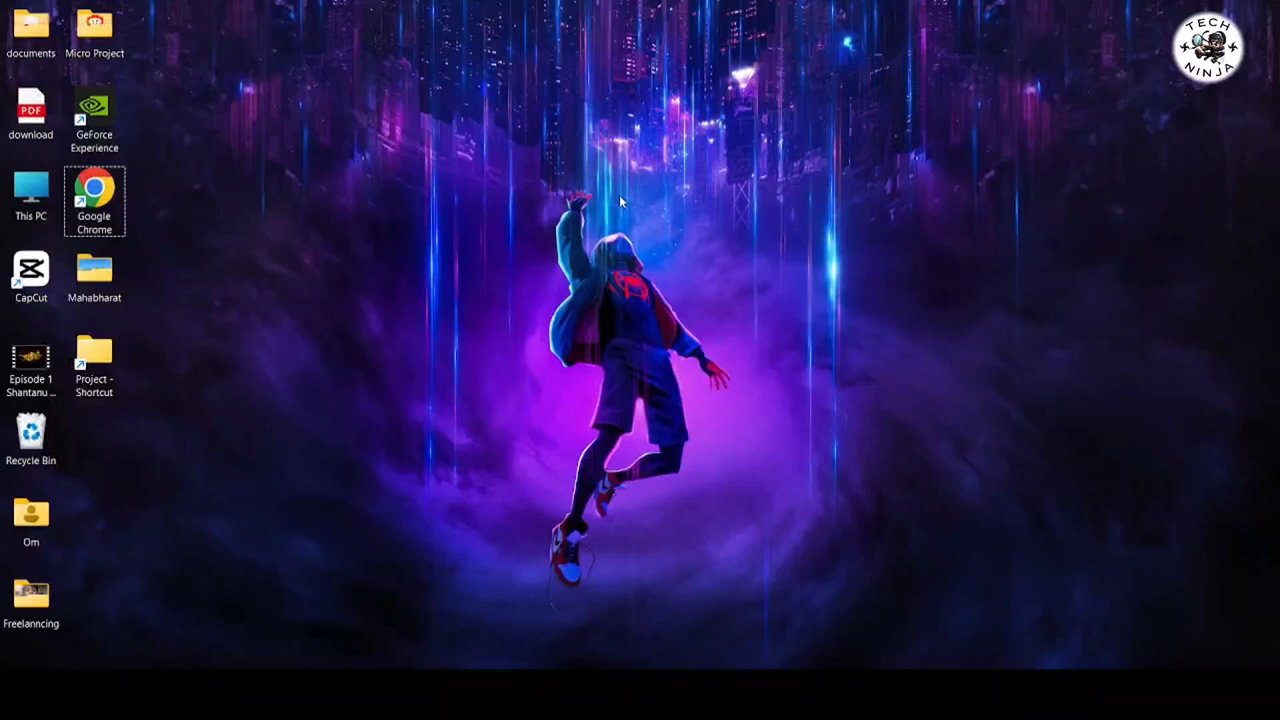 documents
Micro Project
PDF
download
GeForce
Experience
This PC
Google
Chrome
CapCut
Mahabharat
Episode 1
Shantanu ...
Project -
Shortcut
Recycle Bin
Om
Freelanncing
TECH
NINJA